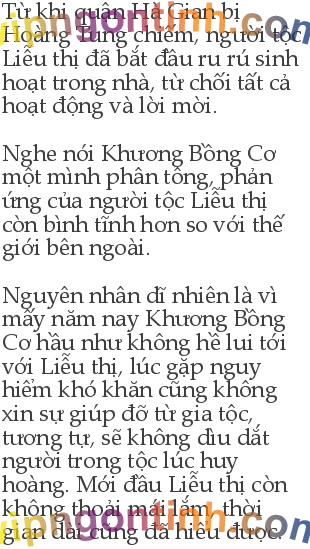 Từ khi quận Hà Gian bị
Hoàng Tung chiếm, người tộc
Liễu thị đã bắt đầu ru rú sinh
hoạt trong nhà, từ chối tất cả
hoạt động và lời mời.
Nghe nói Khương Bồng Cơ
một mình phân tông, phản
ứng của người tộc Liễu thị
còn bình tĩnh hơn so với thế
giới bên ngoài.
Nguyên nhân dĩ nhiên là vì
mấy năm nay Khương Bồng
Cơ hầu như không hề lui tới
với Liễu thị, lúc gặp nguy
hiểm khó khăn cũng không
xin sự giúp đỡ từ gia tộc,
tương tự, sẽ không dìu dắt
người trong tộc lúc huy
hoàng. Mới đầu Liễu thị còn
không thoải mái lắm, thời
gian dài cũng đã hiểu được.
vipngontinh.com
vipngontinh.com